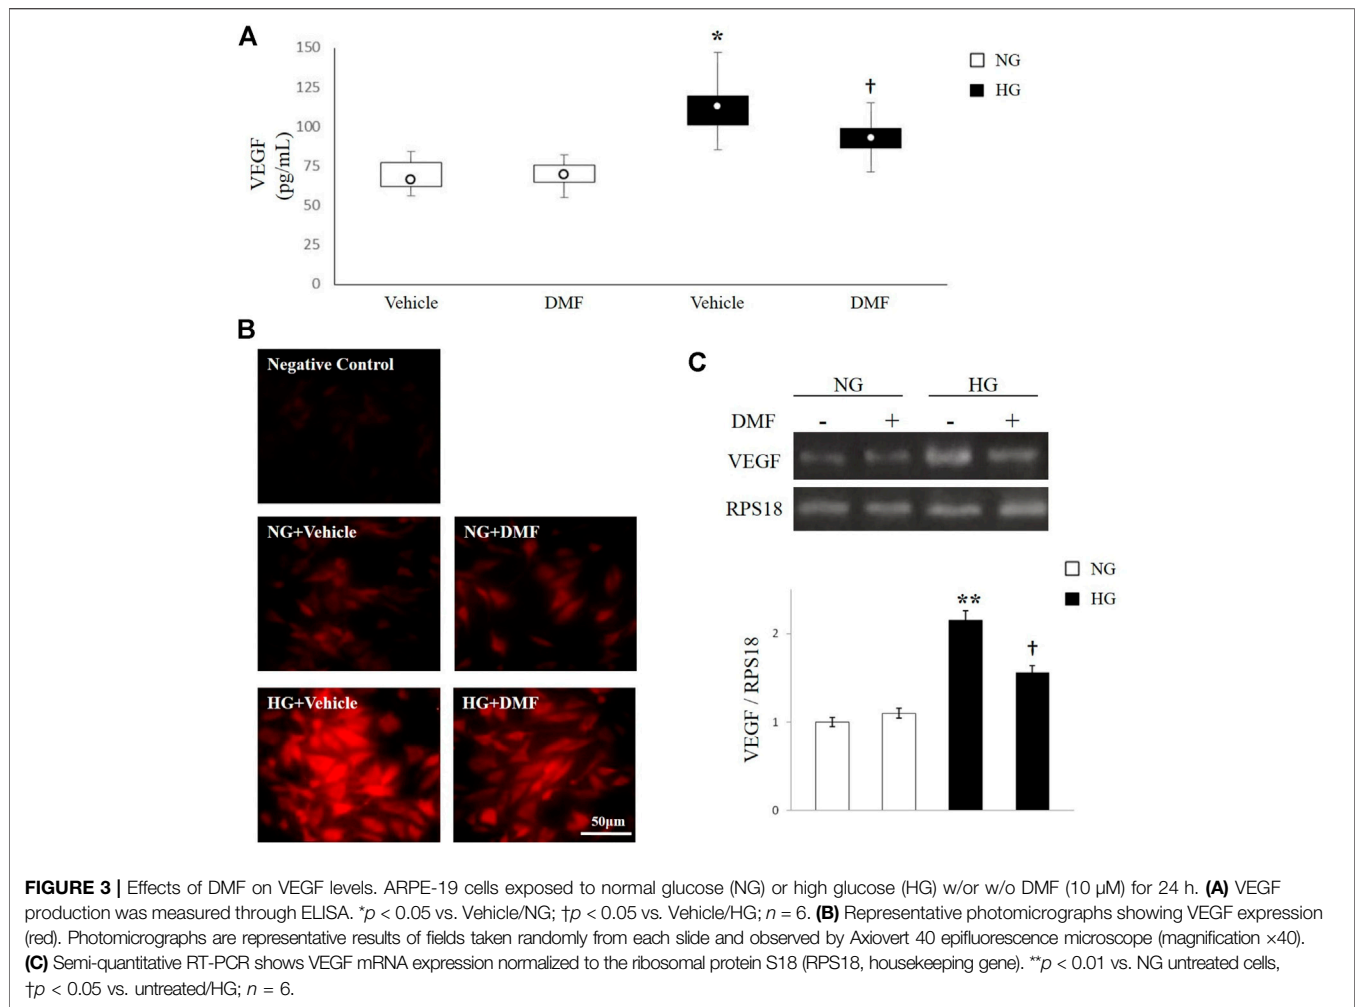 A
150
125
100
75
50
25
0
VEGF
(pg/mL)
*
†
NG
HG
Vehicle DMF Vehicle DMF
B
Negative Control
NG+Vehicle NG+DMF
HG+Vehicle HG+DMF
50µm
C
NG HG
DMF - + - +
VEGF
RPS18
NG
HG
VEGF / RPS18
2
1
0
**
†
FIGURE 3 | Effects of DMF on VEGF levels. ARPE-19 cells exposed to normal glucose (NG) or high glucose (HG) w/or w/o DMF (10 µM) for 24 h. (A) VEGF
production was measured through ELISA. *p < 0.05 vs. Vehicle/NG; †p < 0.05 vs. Vehicle/HG; n = 6. (B) Representative photomicrographs showing VEGF expression
(red). Photomicrographs are representative results of fields taken randomly from each slide and observed by Axiovert 40 epifluorescence microscope (magnification ×40).
(C) Semi-quantitative RT-PCR shows VEGF mRNA expression normalized to the ribosomal protein S18 (RPS18, housekeeping gene). **p < 0.01 vs. NG untreated cells,
†p < 0.05 vs. untreated/HG; n = 6.